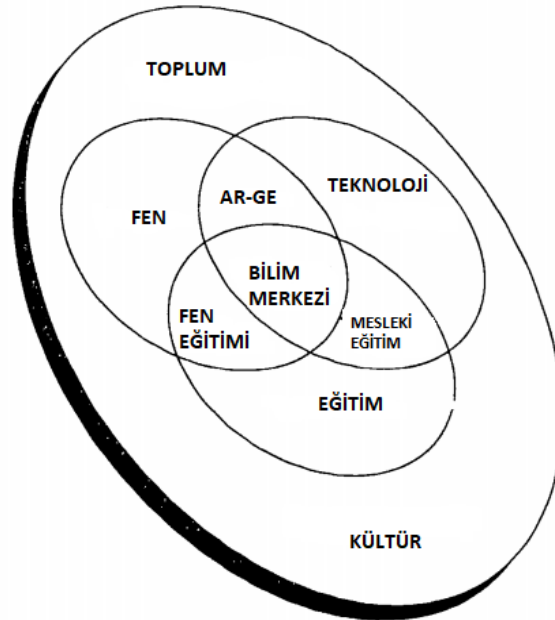 TOPLUM
TEKNOLOJİ
AR-GE
FEN
BİLİM
MERKEZİ
FEN
EĞİTİMİ
MESLEKİ
EĞİTİM
EĞİTİM
KÜLTÜR